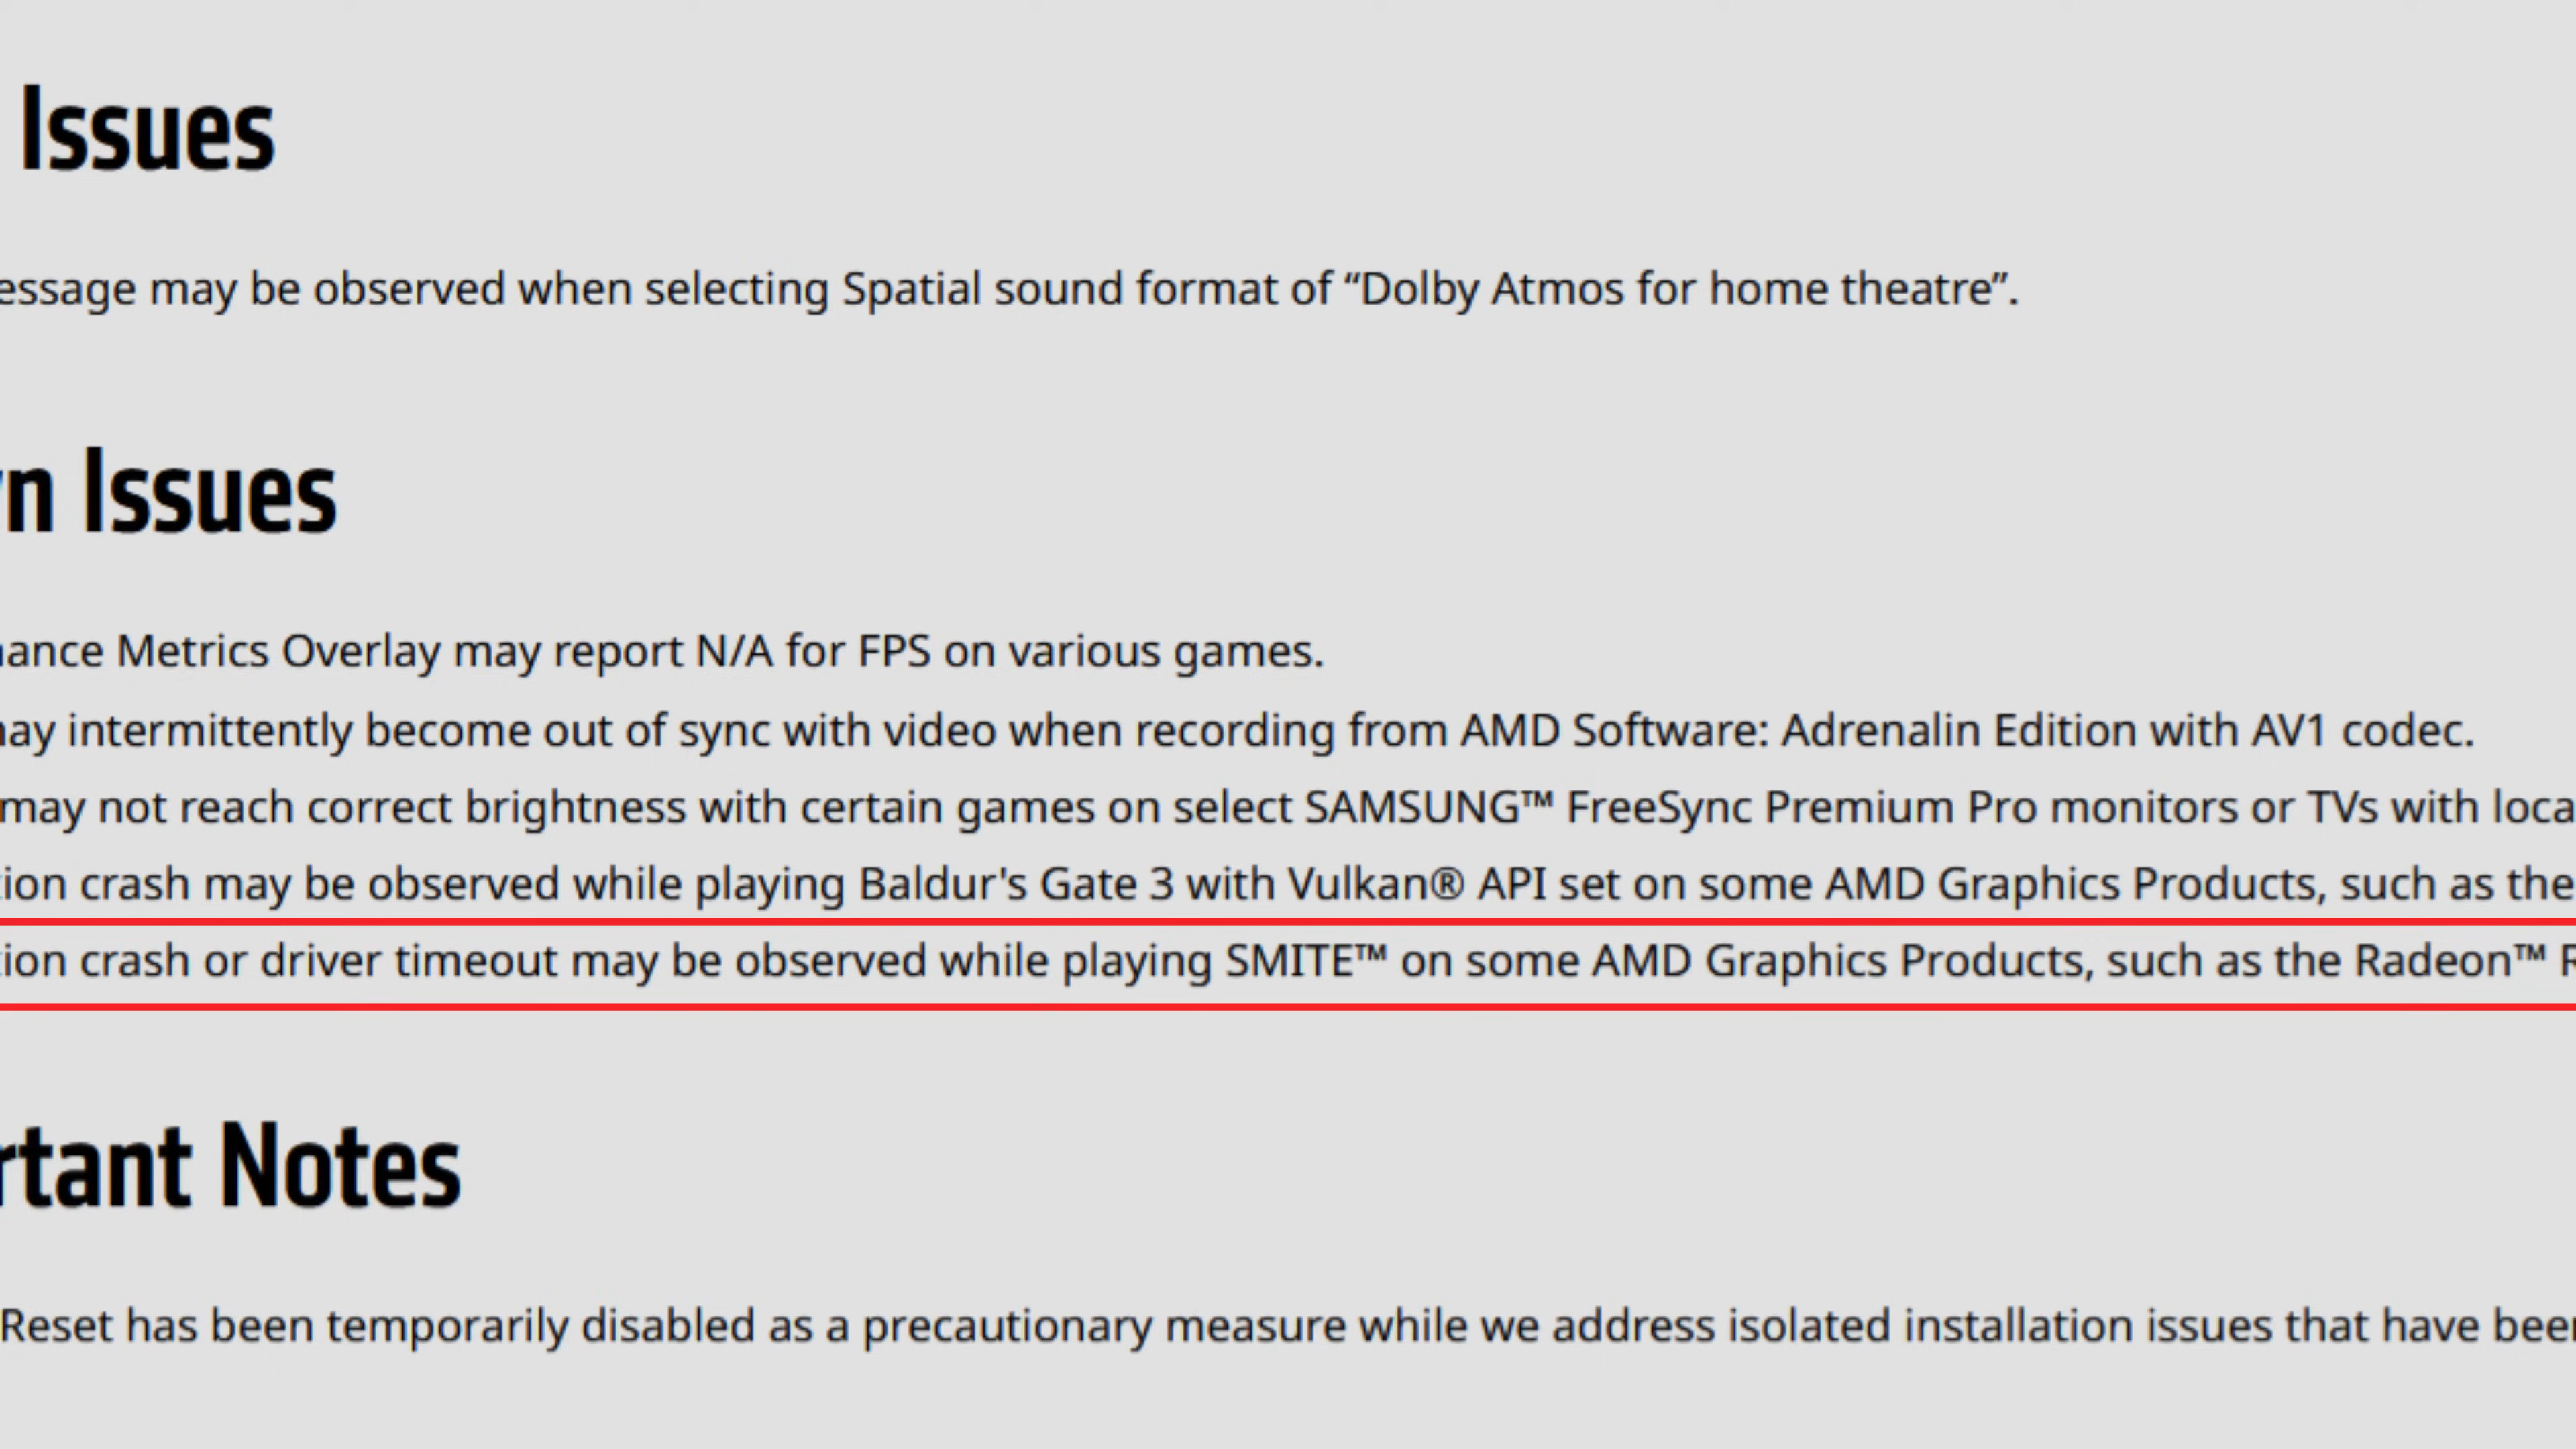 Issues
essage may be observed when selecting Spatial sound format of “Dolby Atmos for home theatre”.
n Issues
ance Metrics Overlay may report N/A for FPS on various games.
ay intermittently become out of sync with video when recording from AMD Software: Adrenalin Edition with AV1 codec.
may not reach correct brightness with certain games on select SAMSUNG™ FreeSync Premium Pro monitors or TVs with loca
ion crash may be observed while playing Baldur's Gate 3 with Vulkan® API set on some AMD Graphics Products, such as the
ion crash or driver timeout may be observed while playing SMITE™ on some AMD Graphics Products, such as the Radeon™ R
rtant Notes
Reset has been temporarily disabled as a precautionary measure while we address isolated installation issues that have been